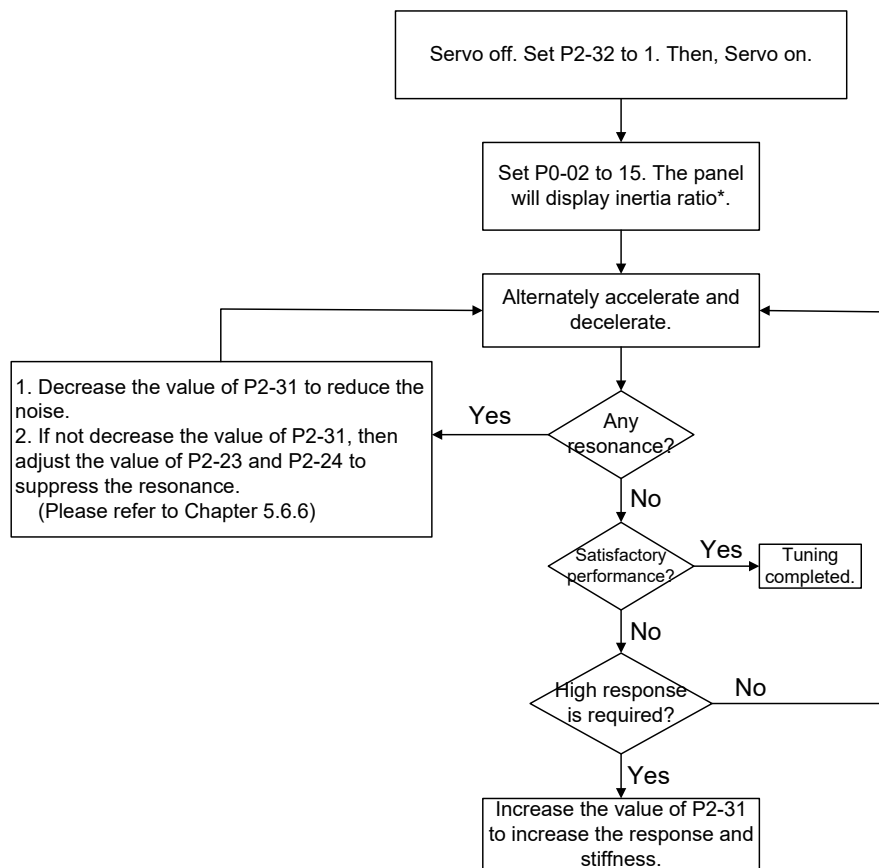 Servo off. Set P2-32 to 1. Then, Servo on.
Set P0-02 to 15. The panel
will display inertia ratio*.
Alternately accelerate and
decelerate.
1. Decrease the value of P2-31 to reduce the
noise.
2. If not decrease the value of P2-31, then
adjust the value of P2-23 and P2-24 to
suppress the resonance.
(Please refer to Chapter 5.6.6)
Yes
Any
resonance?
No
Satisfactory
performance?
Yes
Tuning
completed.
No
High response
is required?
No
Yes
Increase the value of P2-31
to increase the response and
stiffness.